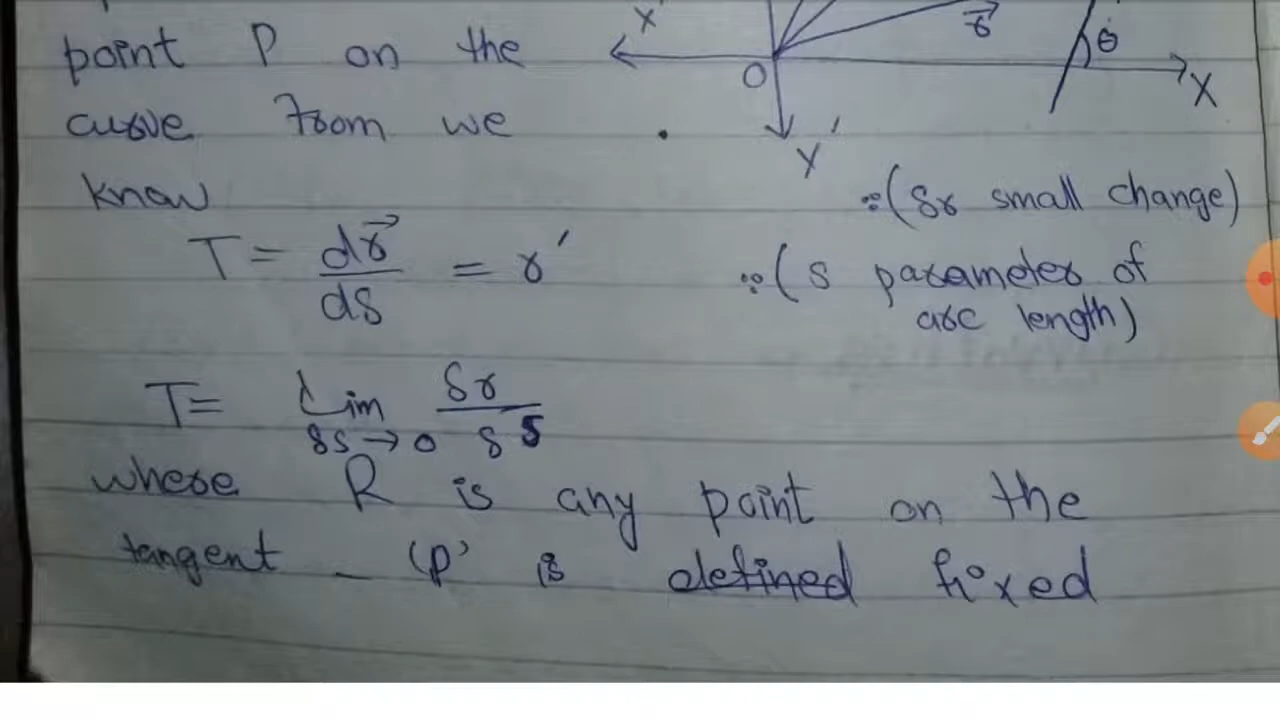 point P on the
curve from we
know
X'
O
r⃗
θ
X
Y'
∵(δr small change)
T = dr⃗/ds = r'
∵(s parameter of
arc length)
T = Lim δs→0 δr/δs
where R is any point on the
tangent - 'P' is defined fixed